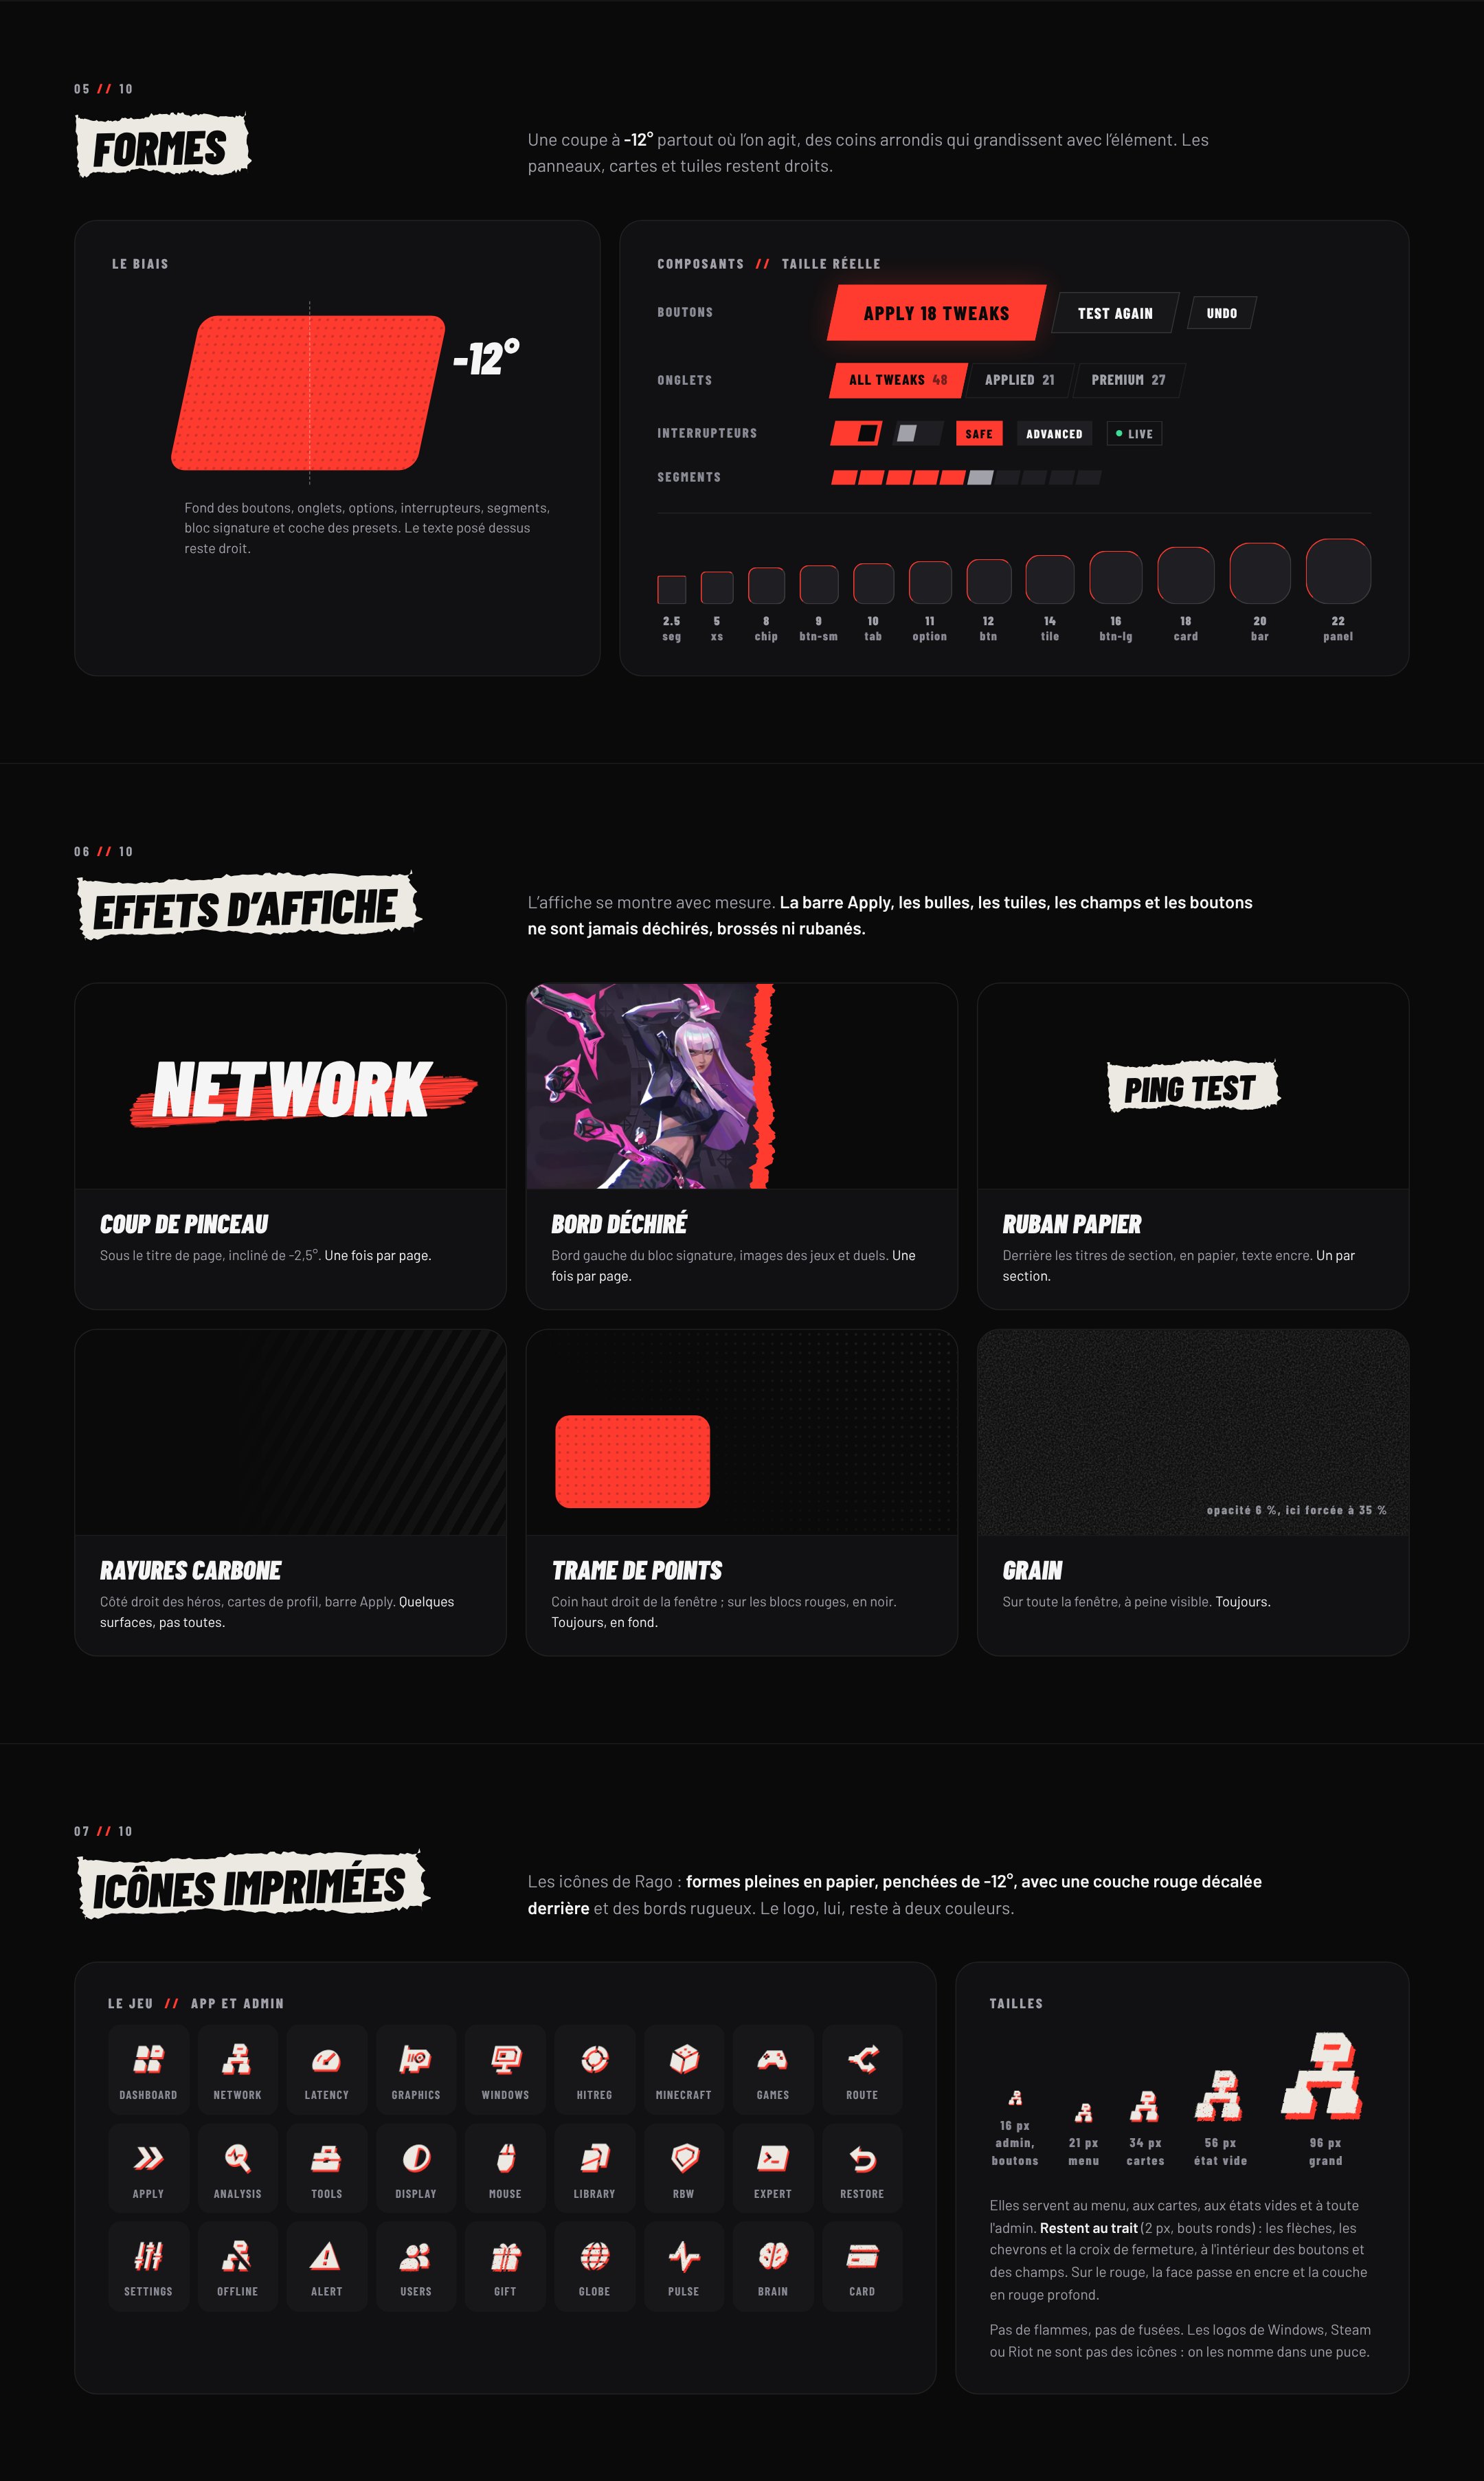 05 // 10
FORMES
Une coupe à -12° partout où l'on agit, des coins arrondis qui grandissent avec l'élément. Les
panneaux, cartes et tuiles restent droits.
LE BIAIS
-12°
Fond des boutons, onglets, options, interrupteurs, segments,
bloc signature et coche des presets. Le texte posé dessus
reste droit.
COMPOSANTS // TAILLE RÉELLE
BOUTONS
APPLY 18 TWEAKS
TEST AGAIN
UNDO
ONGLETS
ALL TWEAKS 48
APPLIED 21
PREMIUM 27
INTERRUPTEURS
SAFE
ADVANCED
LIVE
SEGMENTS
2.5 5 8 9 10 11 12 14 16 18 20 22
seg xs chip btn-sm tab option btn tile btn-lg card bar panel
06 // 10
EFFETS D'AFFICHE
L'affiche se montre avec mesure. La barre Apply, les bulles, les tuiles, les champs et les boutons
ne sont jamais déchirés, brossés ni rubanés.
NETWORK
COUP DE PINCEAU
Sous le titre de page, incliné de -2,5°. Une fois par page.
BORD DÉCHIRÉ
Bord gauche du bloc signature, images des jeux et duels. Une
fois par page.
PING TEST
RUBAN PAPIER
Derrière les titres de section, en papier, texte encre. Un par
section.
RAYURES CARBONE
Côté droit des héros, cartes de profil, barre Apply. Quelques
surfaces, pas toutes.
TRAME DE POINTS
Coin haut droit de la fenêtre ; sur les blocs rouges, en noir.
Toujours, en fond.
opacité 6 %, ici forcée à 35 %
GRAIN
Sur toute la fenêtre, à peine visible. Toujours.
07 // 10
ICÔNES IMPRIMÉES
Les icônes de Rago : formes pleines en papier, penchées de -12°, avec une couche rouge décalée
derrière et des bords rugueux. Le logo, lui, reste à deux couleurs.
LE JEU // APP ET ADMIN
DASHBOARD NETWORK LATENCY GRAPHICS WINDOWS HITREG MINECRAFT GAMES ROUTE
APPLY ANALYSIS TOOLS DISPLAY MOUSE LIBRARY RBW EXPERT RESTORE
SETTINGS OFFLINE ALERT USERS GIFT GLOBE PULSE BRAIN CARD
TAILLES
16 px
admin,
boutons
21 px
menu
34 px
cartes
56 px
état vide
96 px
grand
Elles servent au menu, aux cartes, aux états vides et à toute
l'admin. Restent au trait (2 px, bouts ronds) : les flèches, les
chevrons et la croix de fermeture, à l'intérieur des boutons et
des champs. Sur le rouge, la face passe en encre et la couche
en rouge profond.
Pas de flammes, pas de fusées. Les logos de Windows, Steam
ou Riot ne sont pas des icônes : on les nomme dans une puce.